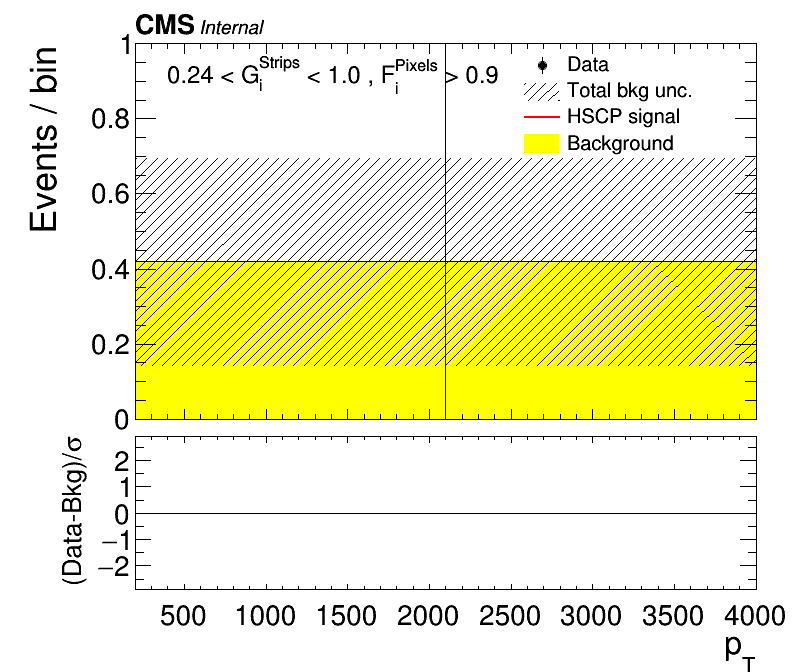 CMS Internal
Events / bin
1
0.8
0.6
0.4
0.2
0
0.24 < G_i^Strips < 1.0 , F_i^Pixels > 0.9
Data
Total bkg unc.
HSCP signal
Background
(Data-Bkg)/σ
2
1
0
−1
−2
500 1000 1500 2000 2500 3000 3500 4000
p_T